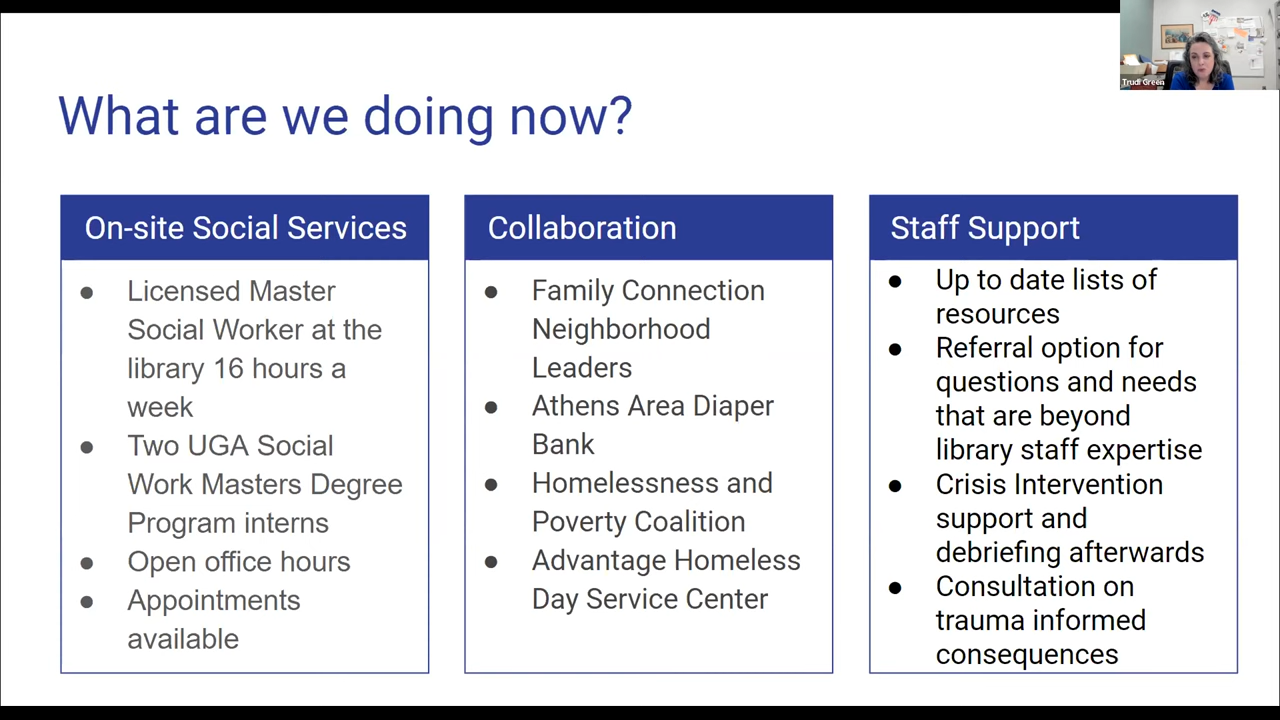 Trudi Green
What are we doing now?
On-site Social Services
● Licensed Master
Social Worker at the
library 16 hours a
week
● Two UGA Social
Work Masters Degree
Program interns
● Open office hours
● Appointments
available
Collaboration
● Family Connection
Neighborhood
Leaders
● Athens Area Diaper
Bank
● Homelessness and
Poverty Coalition
● Advantage Homeless
Day Service Center
Staff Support
● Up to date lists of
resources
● Referral option for
questions and needs
that are beyond
library staff expertise
● Crisis Intervention
support and
debriefing afterwards
● Consultation on
trauma informed
consequences